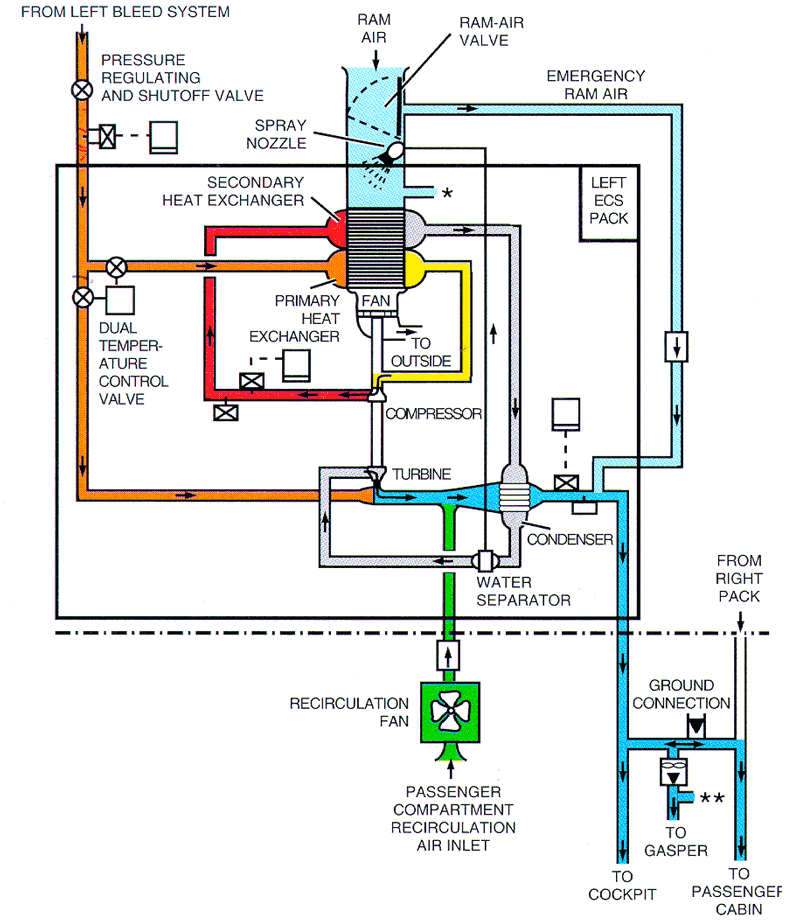 FROM LEFT BLEED SYSTEM
RAM
AIR
RAM-AIR
VALVE
PRESSURE
REGULATING
AND SHUTOFF VALVE
EMERGENCY
RAM AIR
SPRAY
NOZZLE
SECONDARY
HEAT EXCHANGER
*
LEFT
ECS
PACK
PRIMARY
HEAT
EXCHANGER
FAN
TO
OUTSIDE
DUAL
TEMPER-
ATURE
CONTROL
VALVE
COMPRESSOR
TURBINE
CONDENSER
WATER
SEPARATOR
FROM
RIGHT
PACK
RECIRCULATION
FAN
GROUND
CONNECTION
PASSENGER
COMPARTMENT
RECIRCULATION
AIR INLET
**
TO
GASPER
TO
COCKPIT
TO
PASSENGER
CABIN